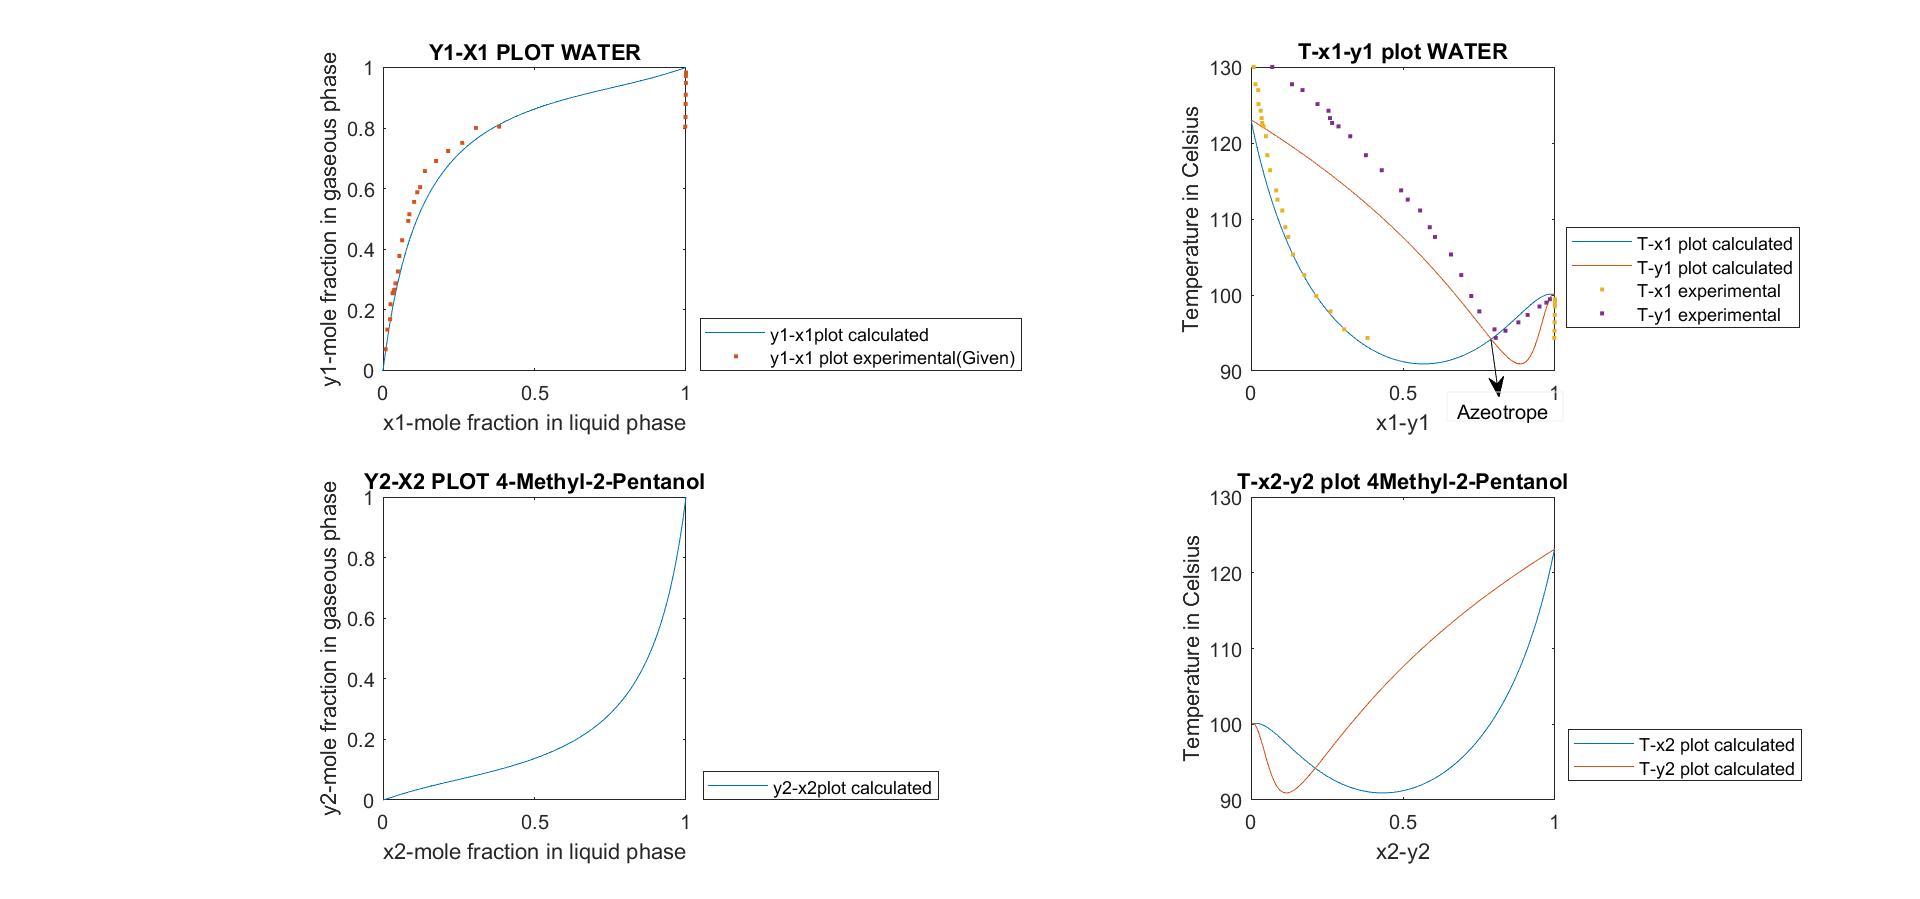 Y1-X1 PLOT WATER
y1-mole fraction in gaseous phase
1
0.8
0.6
0.4
0.2
0
0 0.5 1
x1-mole fraction in liquid phase
y1-x1plot calculated
y1-x1 plot experimental(Given)
T-x1-y1 plot WATER
Temperature in Celsius
130
120
110
100
90
0 0.5 1
x1-y1
Azeotrope
T-x1 plot calculated
T-y1 plot calculated
T-x1 experimental
T-y1 experimental
Y2-X2 PLOT 4-Methyl-2-Pentanol
y2-mole fraction in gaseous phase
1
0.8
0.6
0.4
0.2
0
0 0.5 1
x2-mole fraction in liquid phase
y2-x2plot calculated
T-x2-y2 plot 4Methyl-2-Pentanol
Temperature in Celsius
130
120
110
100
90
0 0.5 1
x2-y2
T-x2 plot calculated
T-y2 plot calculated